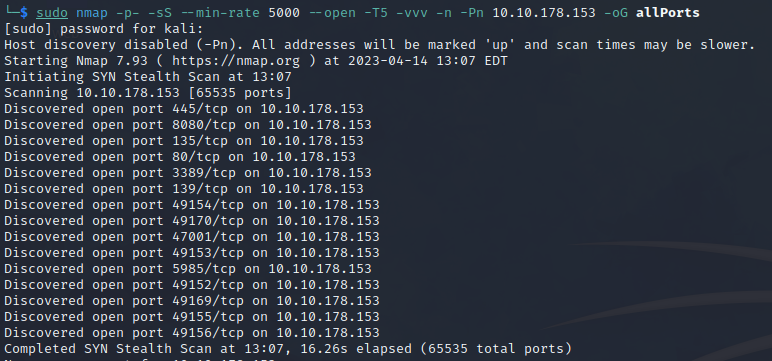 └─$ sudo nmap -p- -sS --min-rate 5000 --open -T5 -vvv -n -Pn 10.10.178.153 -oG allPorts
[sudo] password for kali:
Host discovery disabled (-Pn). All addresses will be marked 'up' and scan times may be slower.
Starting Nmap 7.93 ( https://nmap.org ) at 2023-04-14 13:07 EDT
Initiating SYN Stealth Scan at 13:07
Scanning 10.10.178.153 [65535 ports]
Discovered open port 445/tcp on 10.10.178.153
Discovered open port 8080/tcp on 10.10.178.153
Discovered open port 135/tcp on 10.10.178.153
Discovered open port 80/tcp on 10.10.178.153
Discovered open port 3389/tcp on 10.10.178.153
Discovered open port 139/tcp on 10.10.178.153
Discovered open port 49154/tcp on 10.10.178.153
Discovered open port 49170/tcp on 10.10.178.153
Discovered open port 47001/tcp on 10.10.178.153
Discovered open port 49153/tcp on 10.10.178.153
Discovered open port 5985/tcp on 10.10.178.153
Discovered open port 49152/tcp on 10.10.178.153
Discovered open port 49169/tcp on 10.10.178.153
Discovered open port 49155/tcp on 10.10.178.153
Discovered open port 49156/tcp on 10.10.178.153
Completed SYN Stealth Scan at 13:07, 16.26s elapsed (65535 total ports)